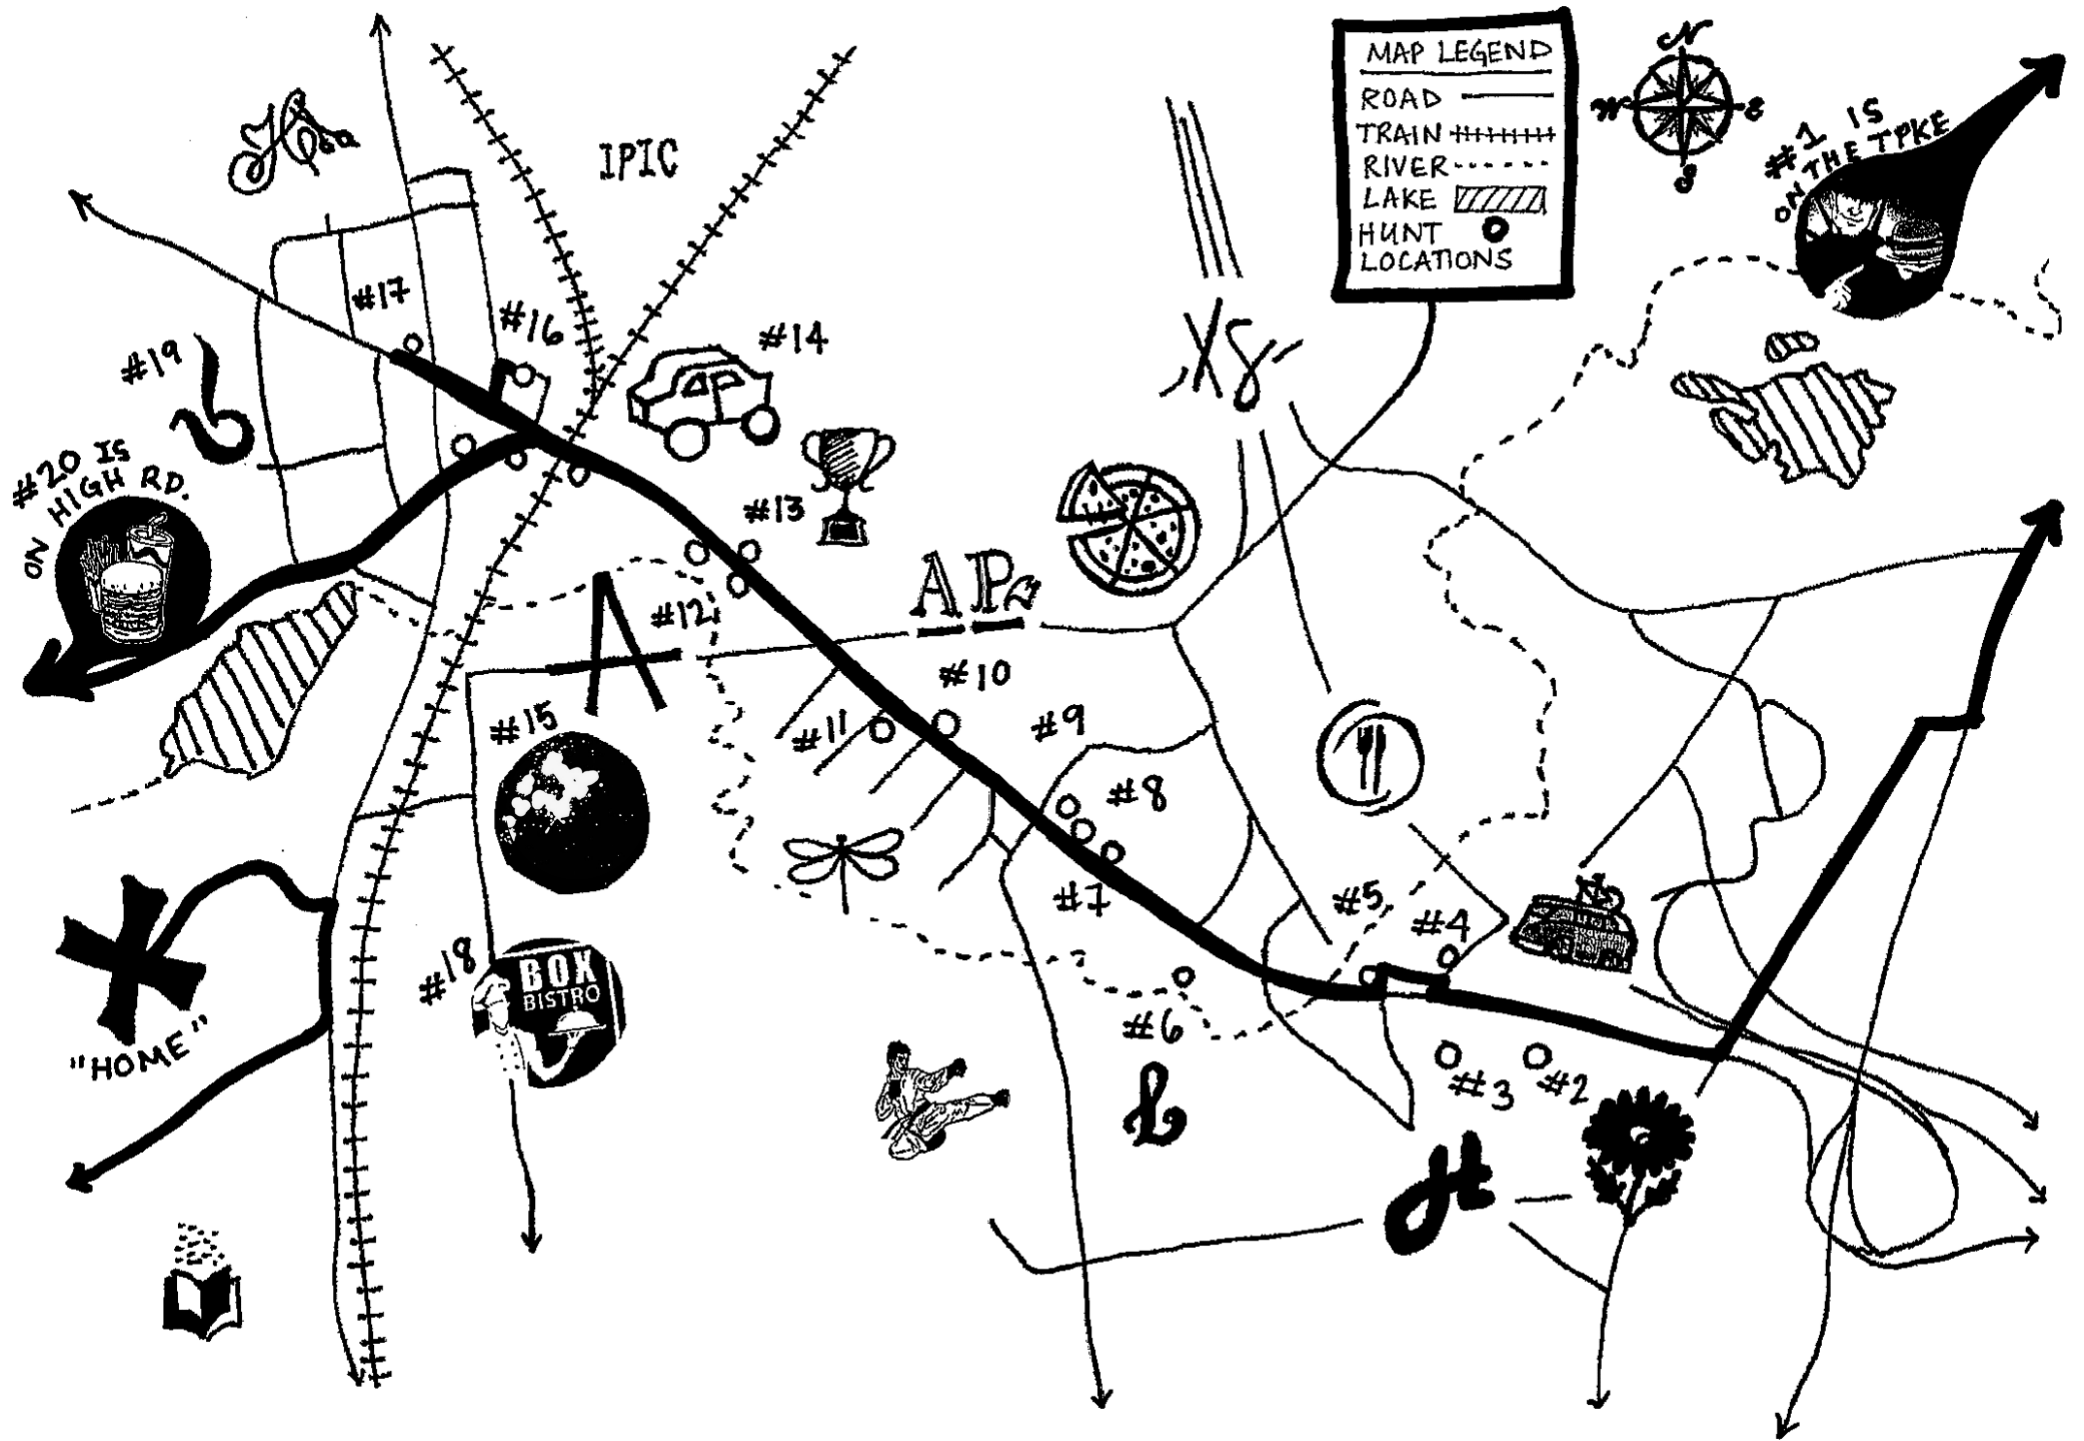 MAP LEGEND
ROAD
TRAIN
RIVER
LAKE
HUNT
LOCATIONS
N
W
E
S
#1 IS
ON THE TPKE
IPIC
#17
#16
#14
#19
#20 IS
ON HIGH RD.
#13
#12
#10
#15
#11
#9
#8
#7
#5
#4
#18
BOX
BISTRO
"HOME"
#6
#3
#2